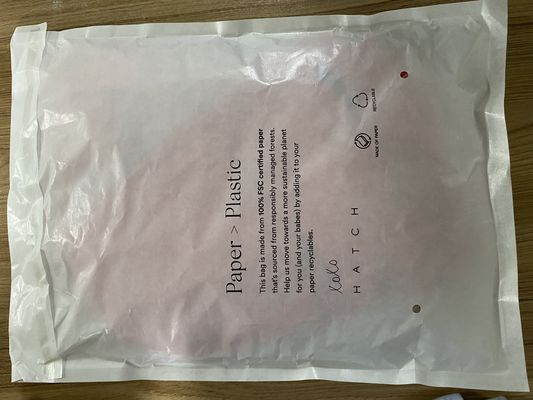 Paper > Plastic
This bag is made from 100% FSC certified paper
that's sourced from responsibly managed forests.
Help us move towards a more sustainable planet
for you (and your babes) by adding it to your
paper recyclables.
xoxo
HATCH
MADE OF PAPER
RECYCLABLE